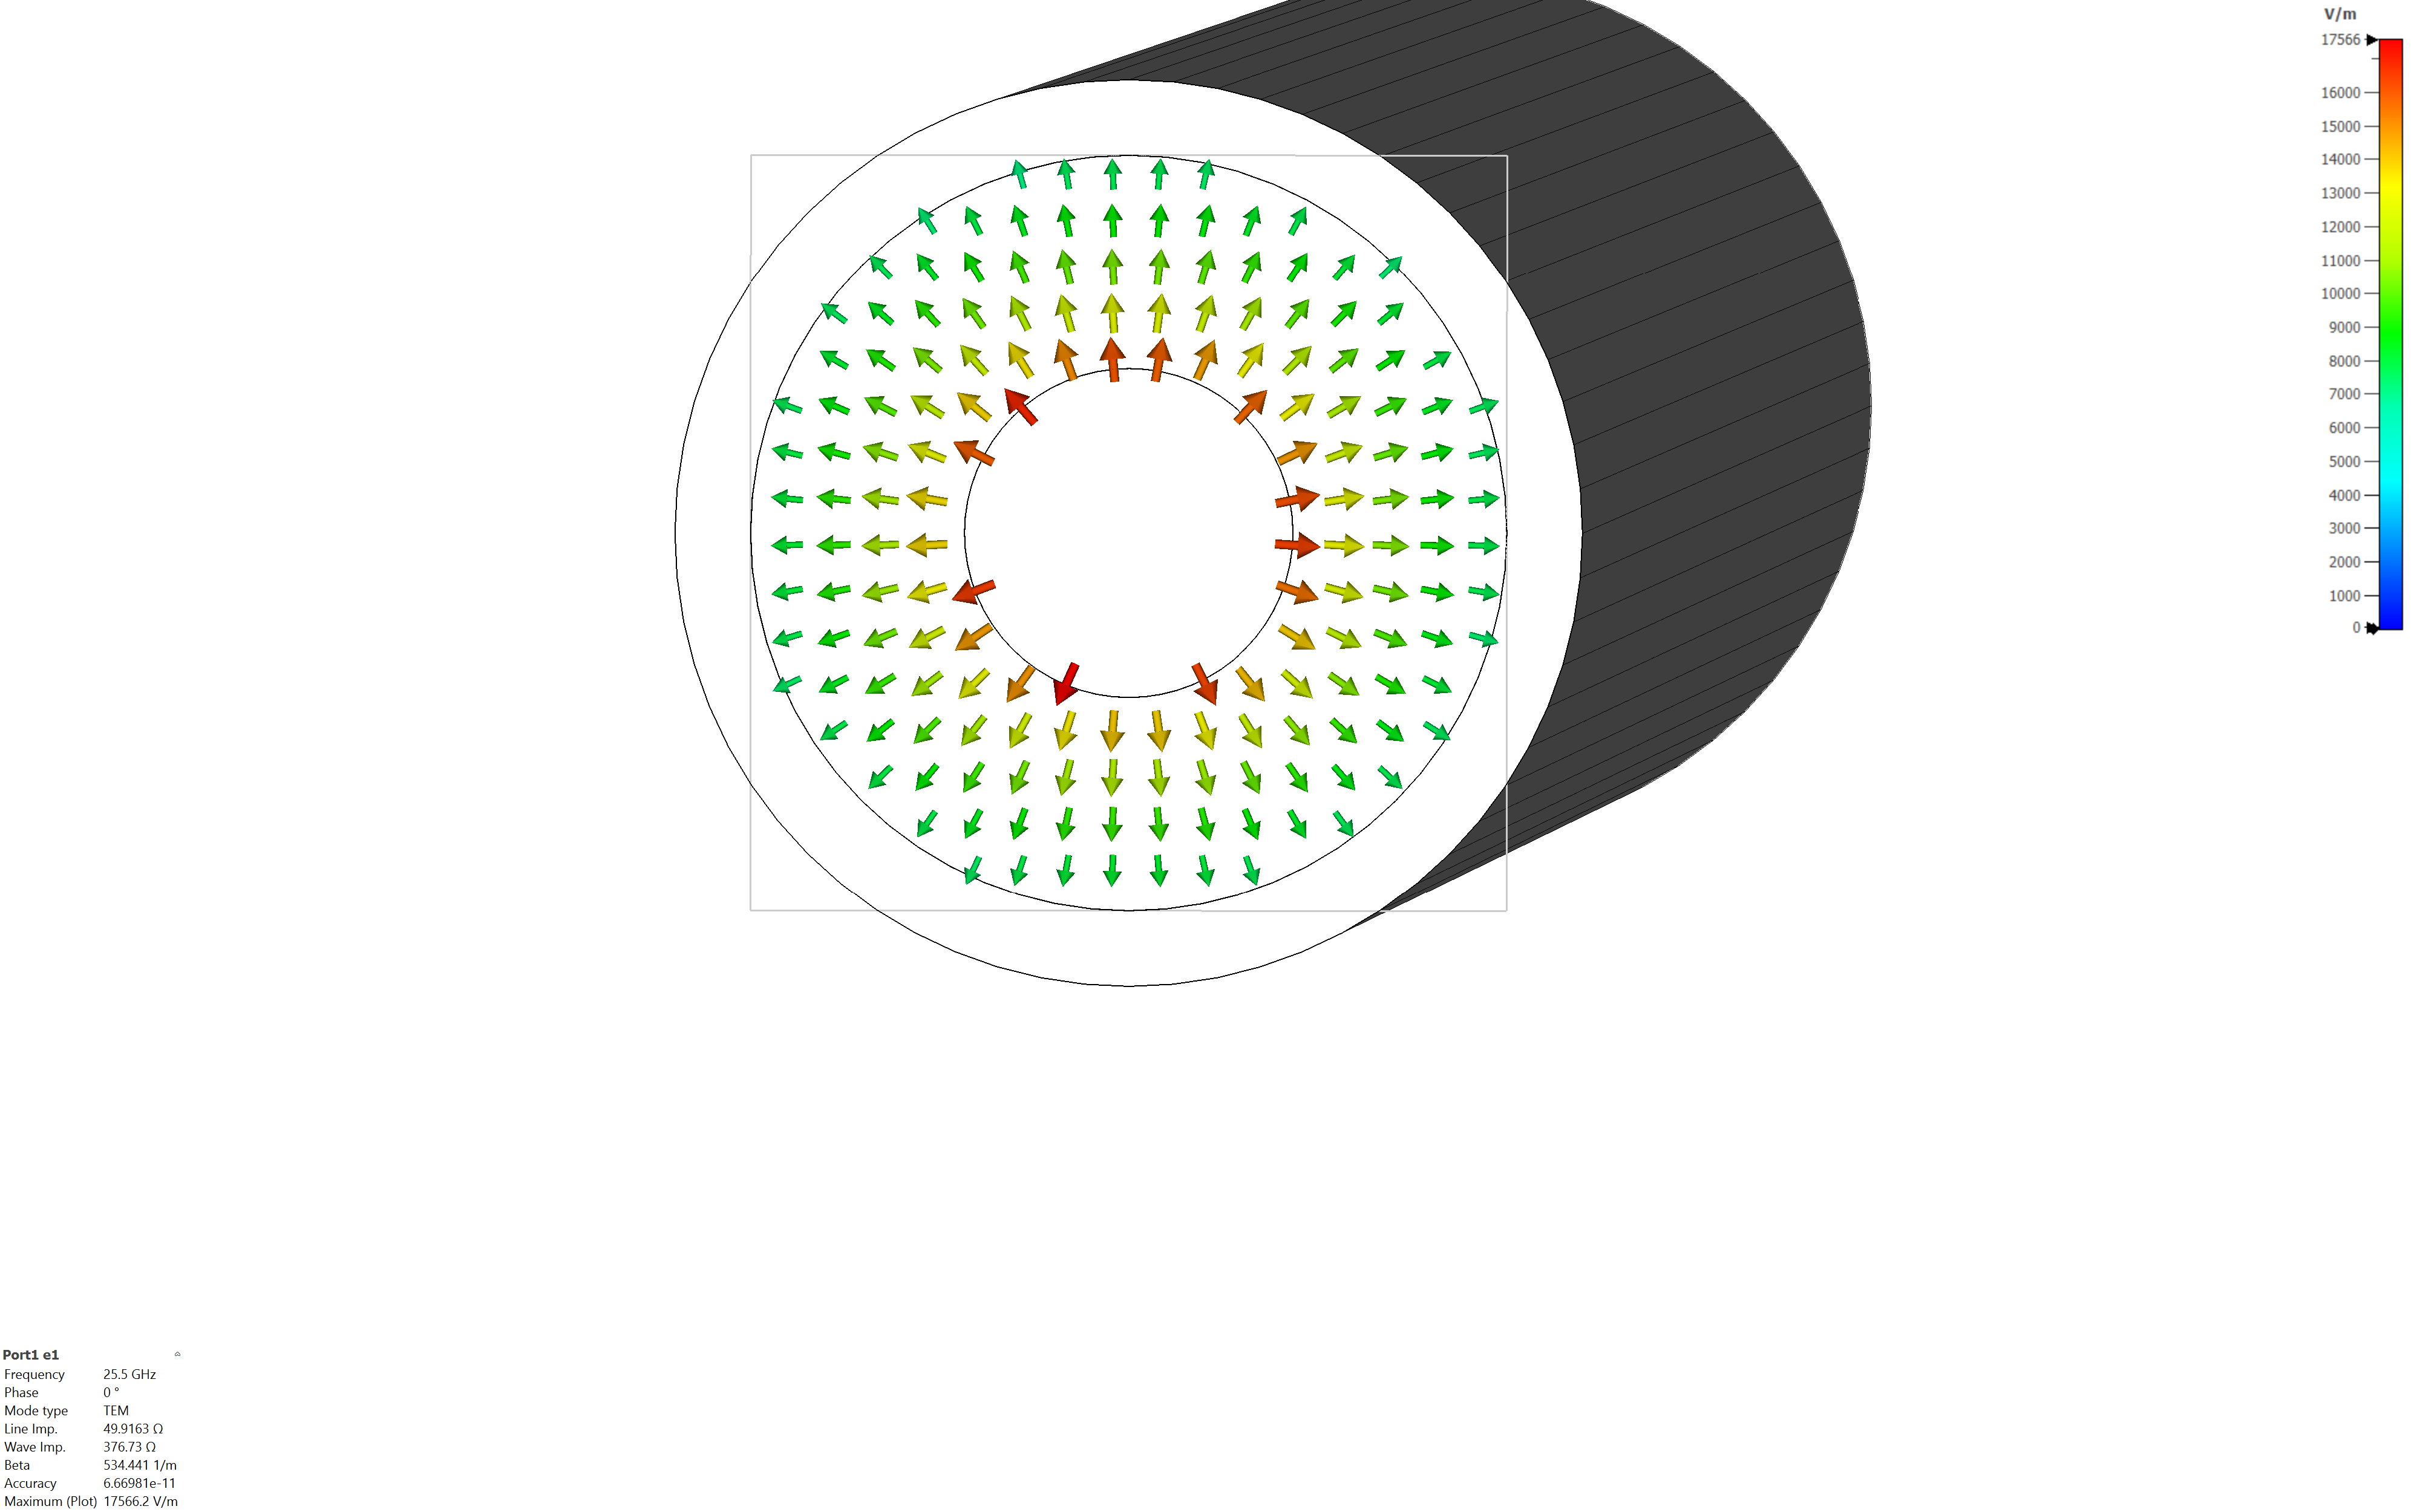 V/m
17566
16000
15000
14000
13000
12000
11000
10000
9000
8000
7000
6000
5000
4000
3000
2000
1000
0
Port1 e1
Frequency 25.5 GHz
Phase 0 °
Mode type TEM
Line Imp. 49.9163 Ω
Wave Imp. 376.73 Ω
Beta 534.441 1/m
Accuracy 6.66981e-11
Maximum (Plot) 17566.2 V/m